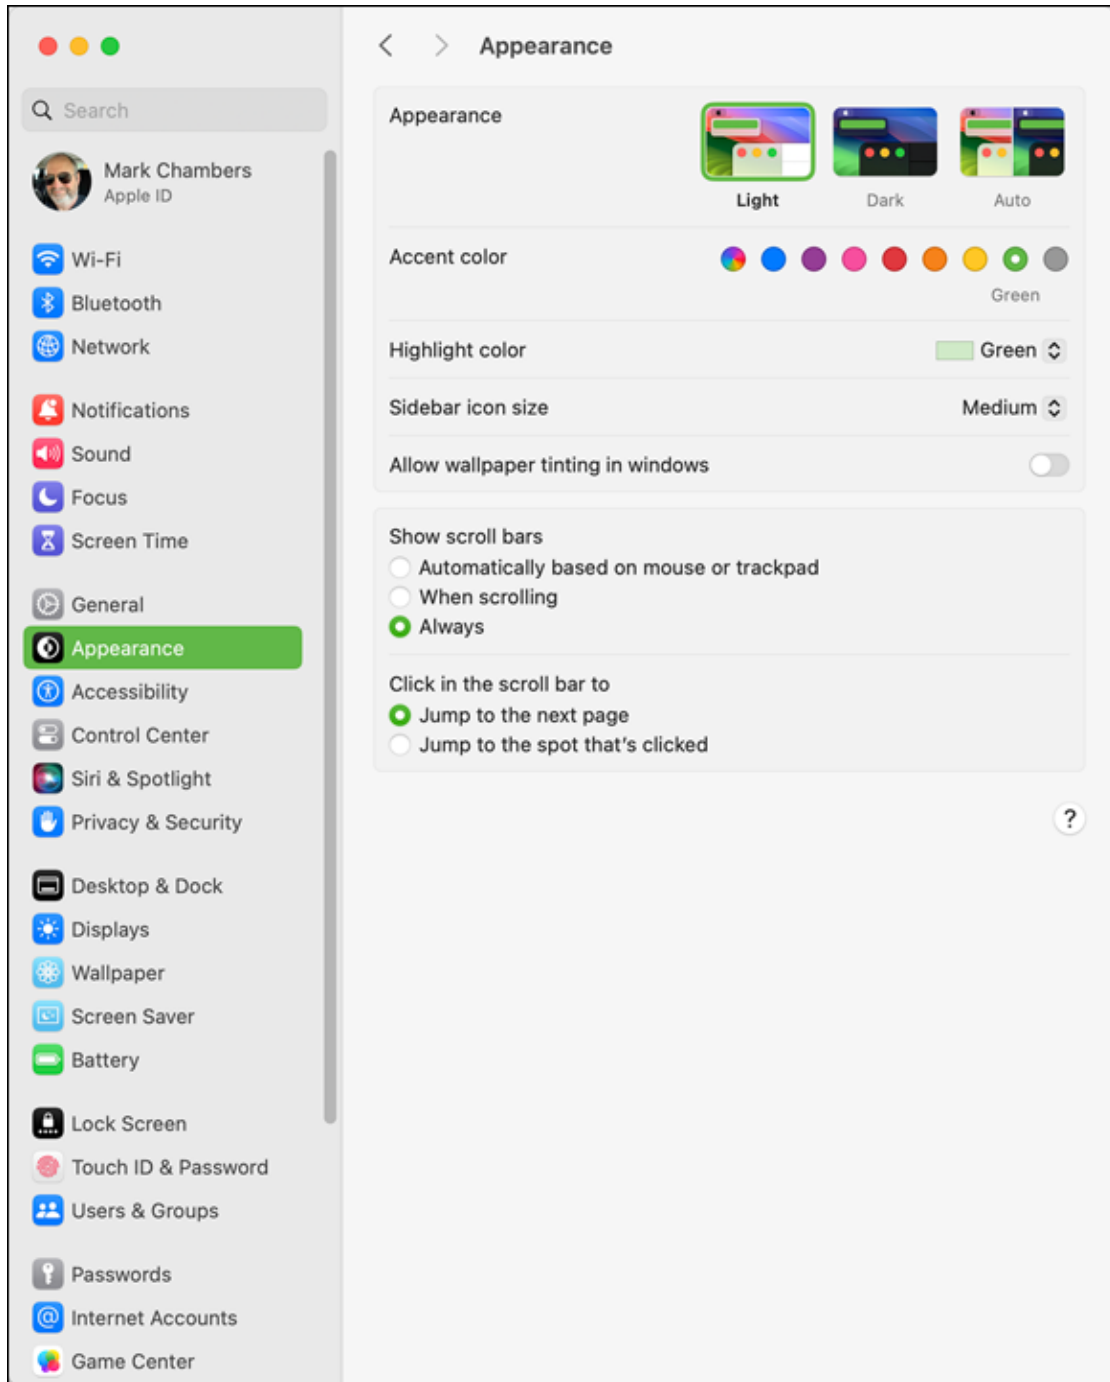 Search
Mark Chambers
Apple ID
Wi-Fi
Bluetooth
Network
Notifications
Sound
Focus
Screen Time
General
Appearance
Accessibility
Control Center
Siri & Spotlight
Privacy & Security
Desktop & Dock
Displays
Wallpaper
Screen Saver
Battery
Lock Screen
Touch ID & Password
Users & Groups
Passwords
Internet Accounts
Game Center
Appearance
Appearance
Light Dark Auto
Accent color
Green
Highlight color Green
Sidebar icon size Medium
Allow wallpaper tinting in windows
Show scroll bars
Automatically based on mouse or trackpad
When scrolling
Always
Click in the scroll bar to
Jump to the next page
Jump to the spot that's clicked
?